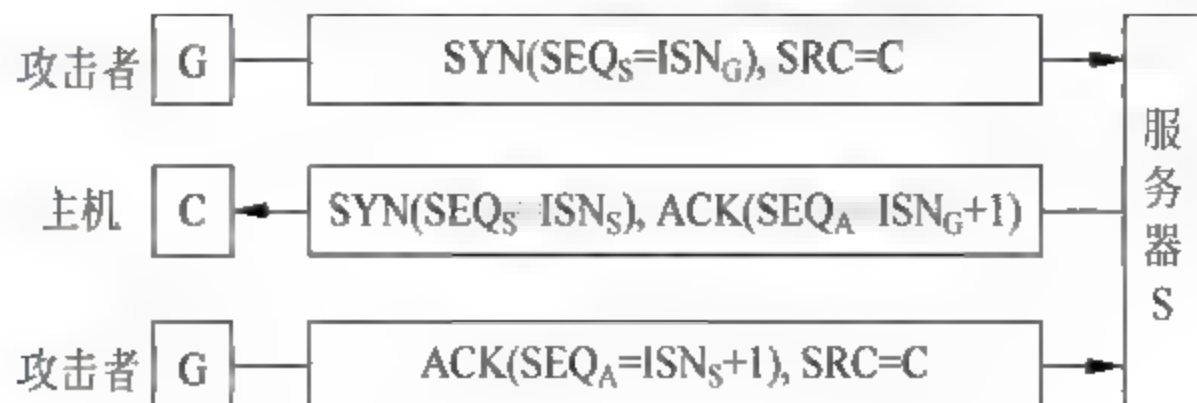 攻击者 G SYN(SEQ_S=ISN_G), SRC=C
主机 C SYN(SEQ_S ISN_S), ACK(SEQ_A ISN_G+1)
攻击者 G ACK(SEQ_A=ISN_S+1), SRC=C
服务器S